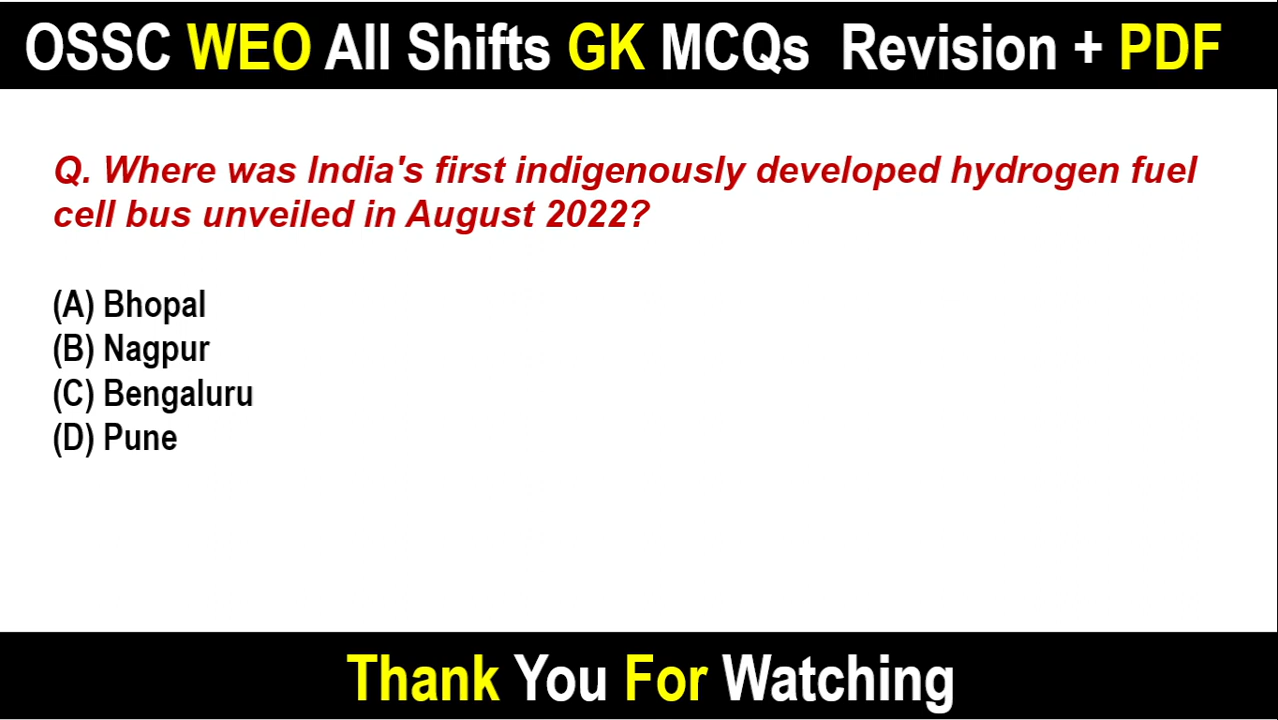 OSSC WEO All Shifts GK MCQs Revision + PDF
Q. Where was India's first indigenously developed hydrogen fuel
cell bus unveiled in August 2022?
(A) Bhopal
(B) Nagpur
(C) Bengaluru
(D) Pune
Thank You For Watching